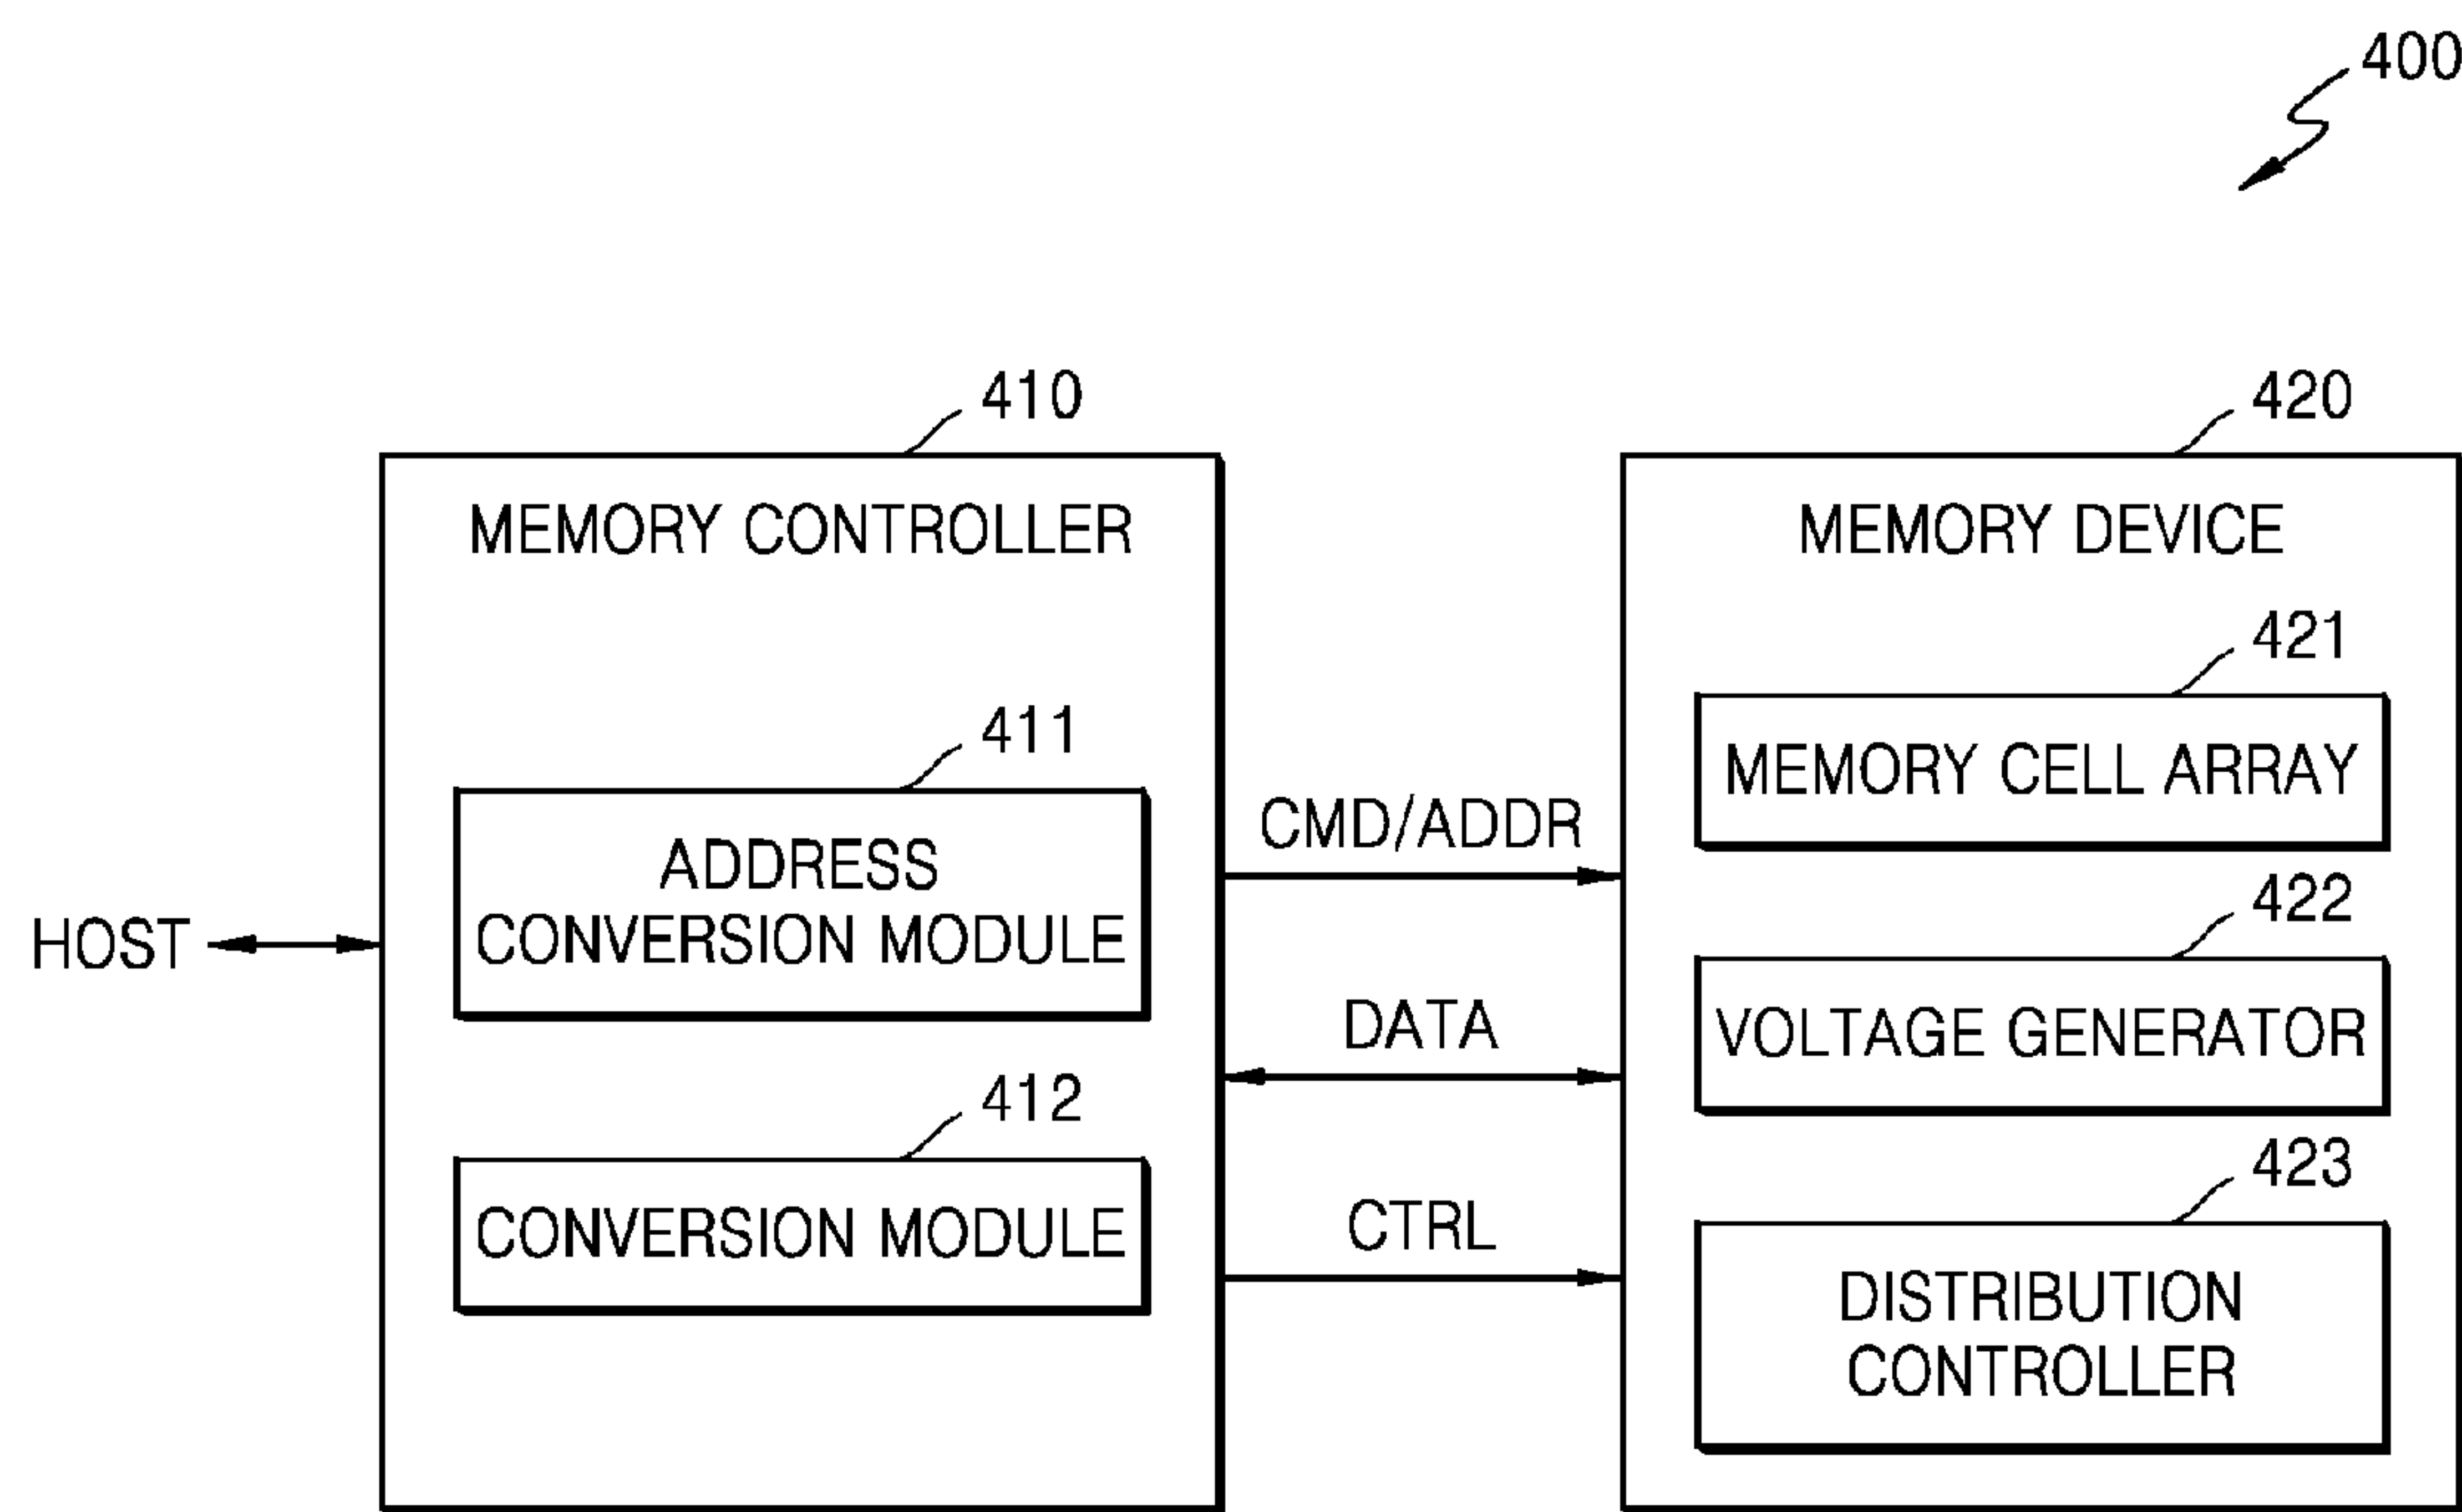 400
410
MEMORY CONTROLLER
411
ADDRESS
CONVERSION MODULE
412
CONVERSION MODULE
HOST
CMD/ADDR
DATA
CTRL
420
MEMORY DEVICE
421
MEMORY CELL ARRAY
422
VOLTAGE GENERATOR
423
DISTRIBUTION
CONTROLLER